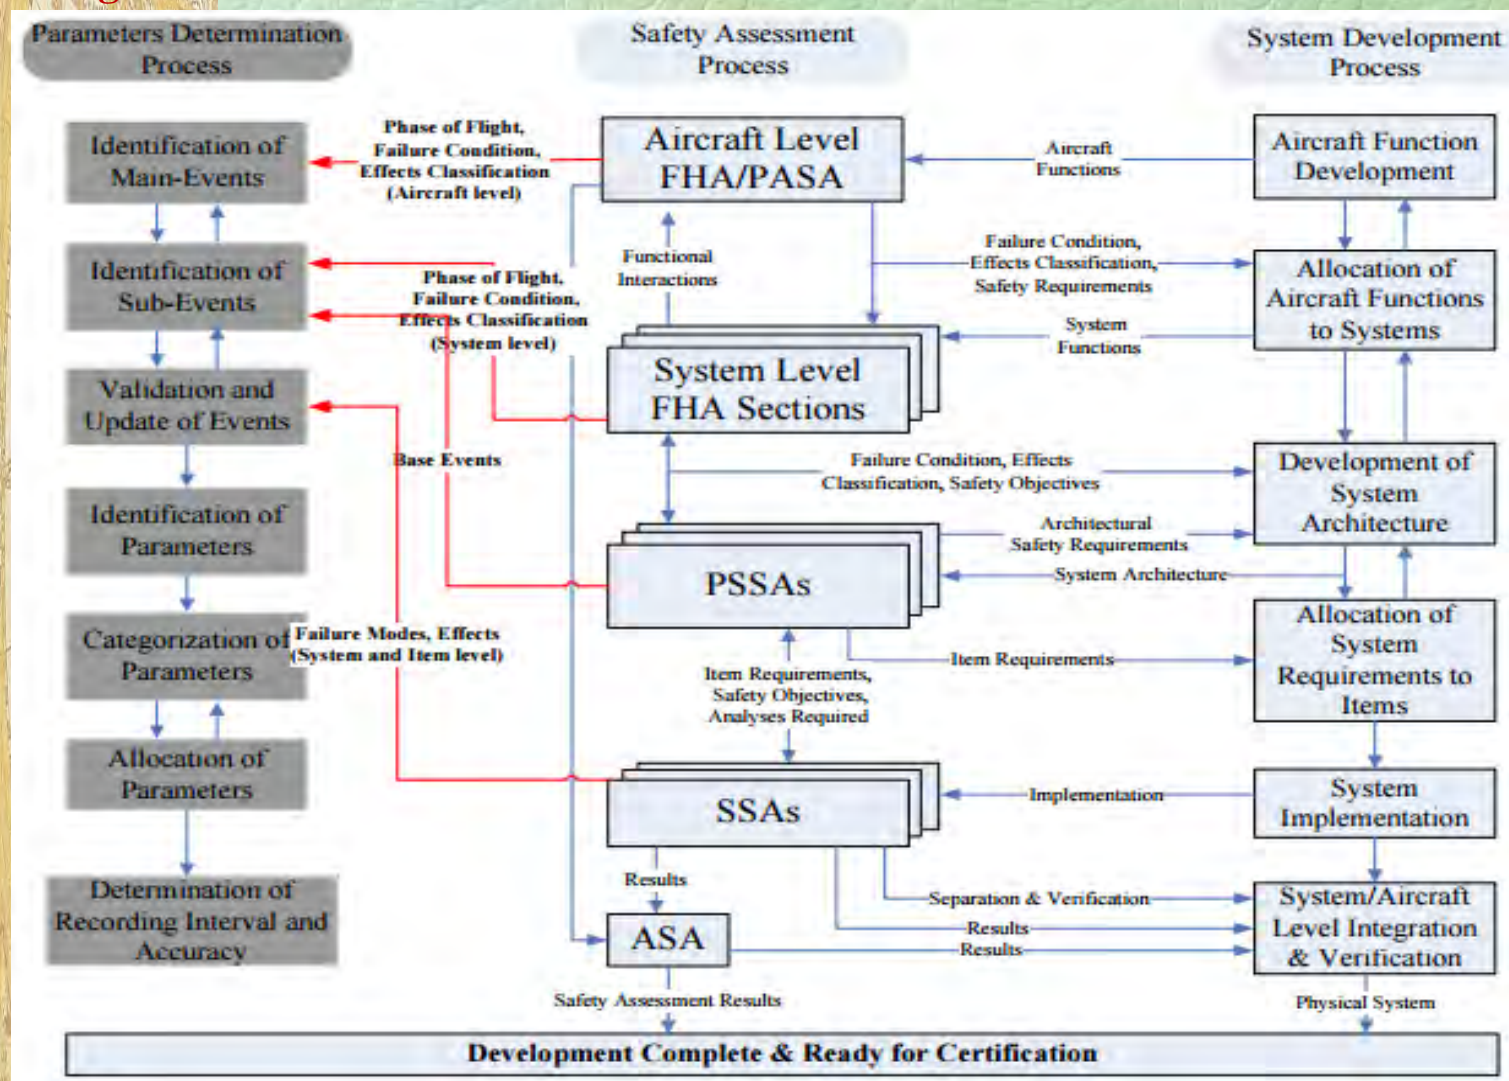 Parameters Determination
Process
Safety Assessment
Process
System Development
Process
Identification of
Main-Events
Phase of Flight,
Failure Condition,
Effects Classification
(Aircraft level)
Aircraft Level
FHA/PASA
Aircraft
Functions
Aircraft Function
Development
Identification of
Sub-Events
Phase of Flight,
Failure Condition,
Effects Classification
(System level)
Functional
Interactions
Failure Condition,
Effects Classification,
Safety Requirements
Allocation of
Aircraft Functions
to Systems
System
Functions
Validation and
Update of Events
System Level
FHA Sections
Base Events
Failure Condition, Effects
Classification, Safety Objectives
Development of
System
Architecture
Identification of
Parameters
Architectural
Safety Requirements
PSSAs
System Architecture
Categorization of
Parameters
Failure Modes, Effects
(System and Item level)
Item Requirements
Allocation of
System
Requirements to
Items
Item Requirements,
Safety Objectives,
Analyses Required
Allocation of
Parameters
SSAs
Implementation
System
Implementation
Determination of
Recording Interval and
Accuracy
Results
Separation & Verification
Results
Results
ASA
System/Aircraft
Level Integration
& Verification
Safety Assessment Results
Physical System
Development Complete & Ready for Certification